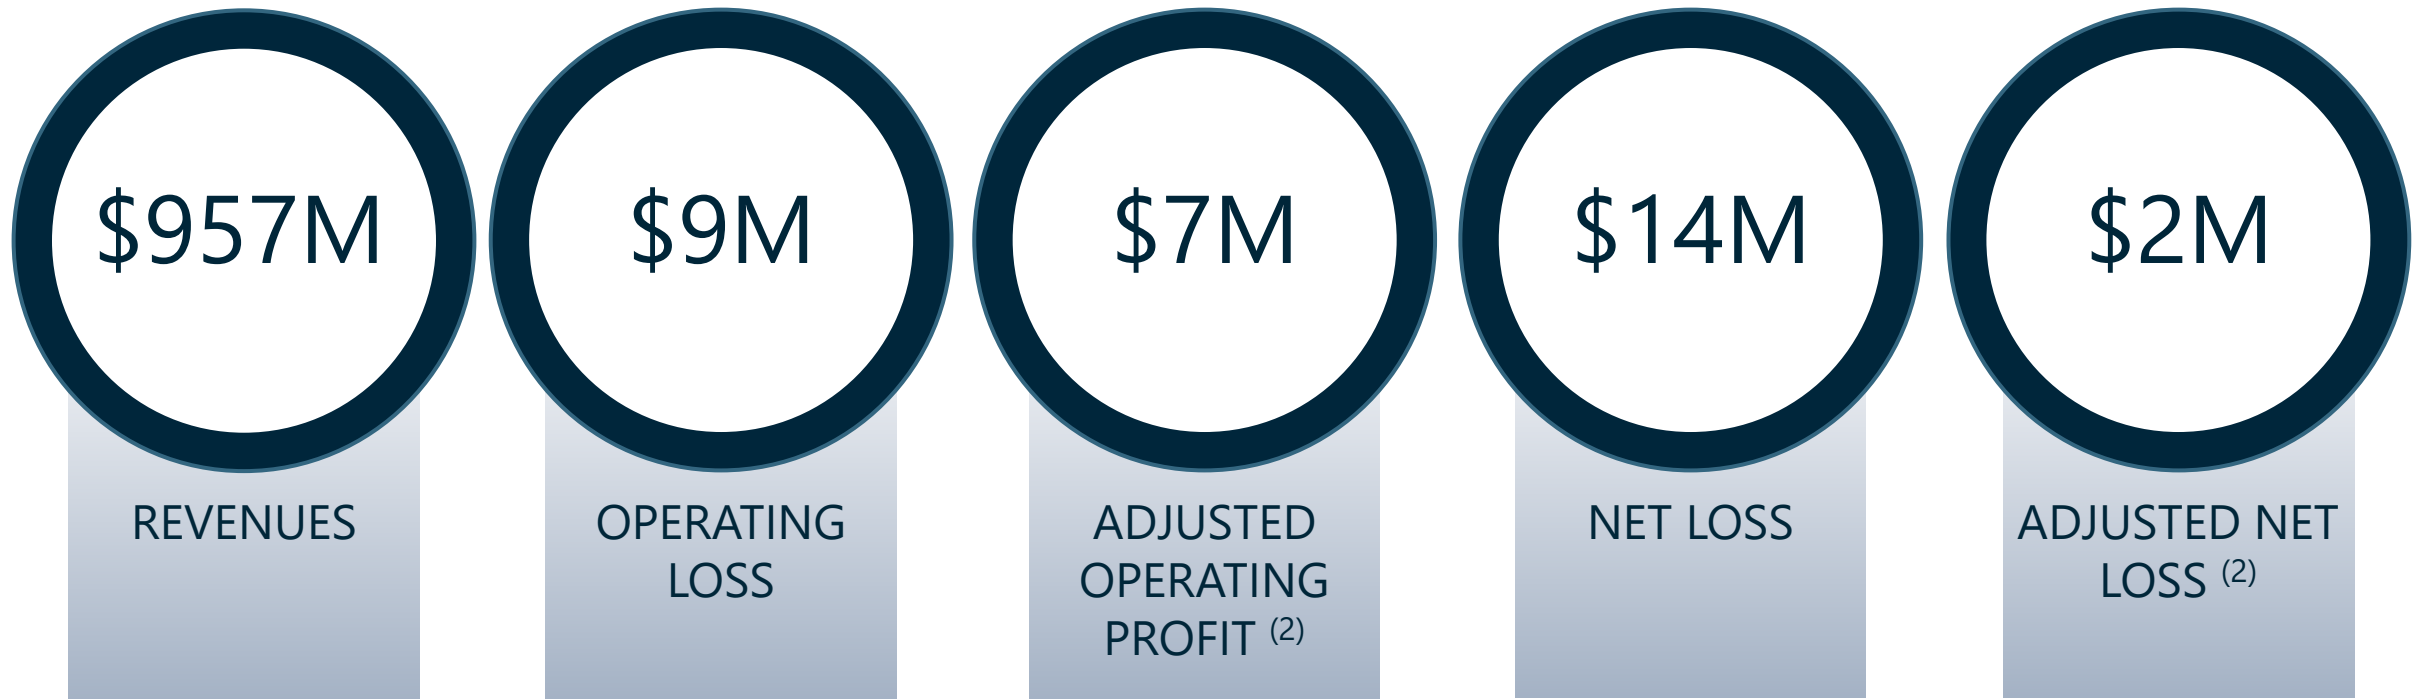 $957M
REVENUES
$9M
OPERATING
LOSS
$7M
ADJUSTED
OPERATING
PROFIT (2)
$14M
NET LOSS
$2M
ADJUSTED NET
LOSS (2)